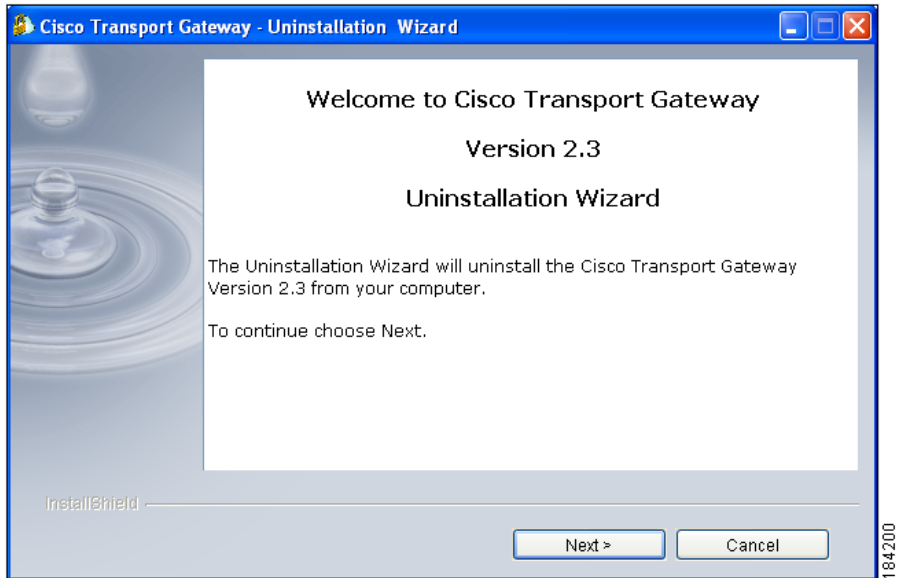 Cisco Transport Gateway - Uninstallation Wizard
Welcome to Cisco Transport Gateway
Version 2.3
Uninstallation Wizard
The Uninstallation Wizard will uninstall the Cisco Transport Gateway
Version 2.3 from your computer.
To continue choose Next.
InstallShield
Next >
Cancel
184200